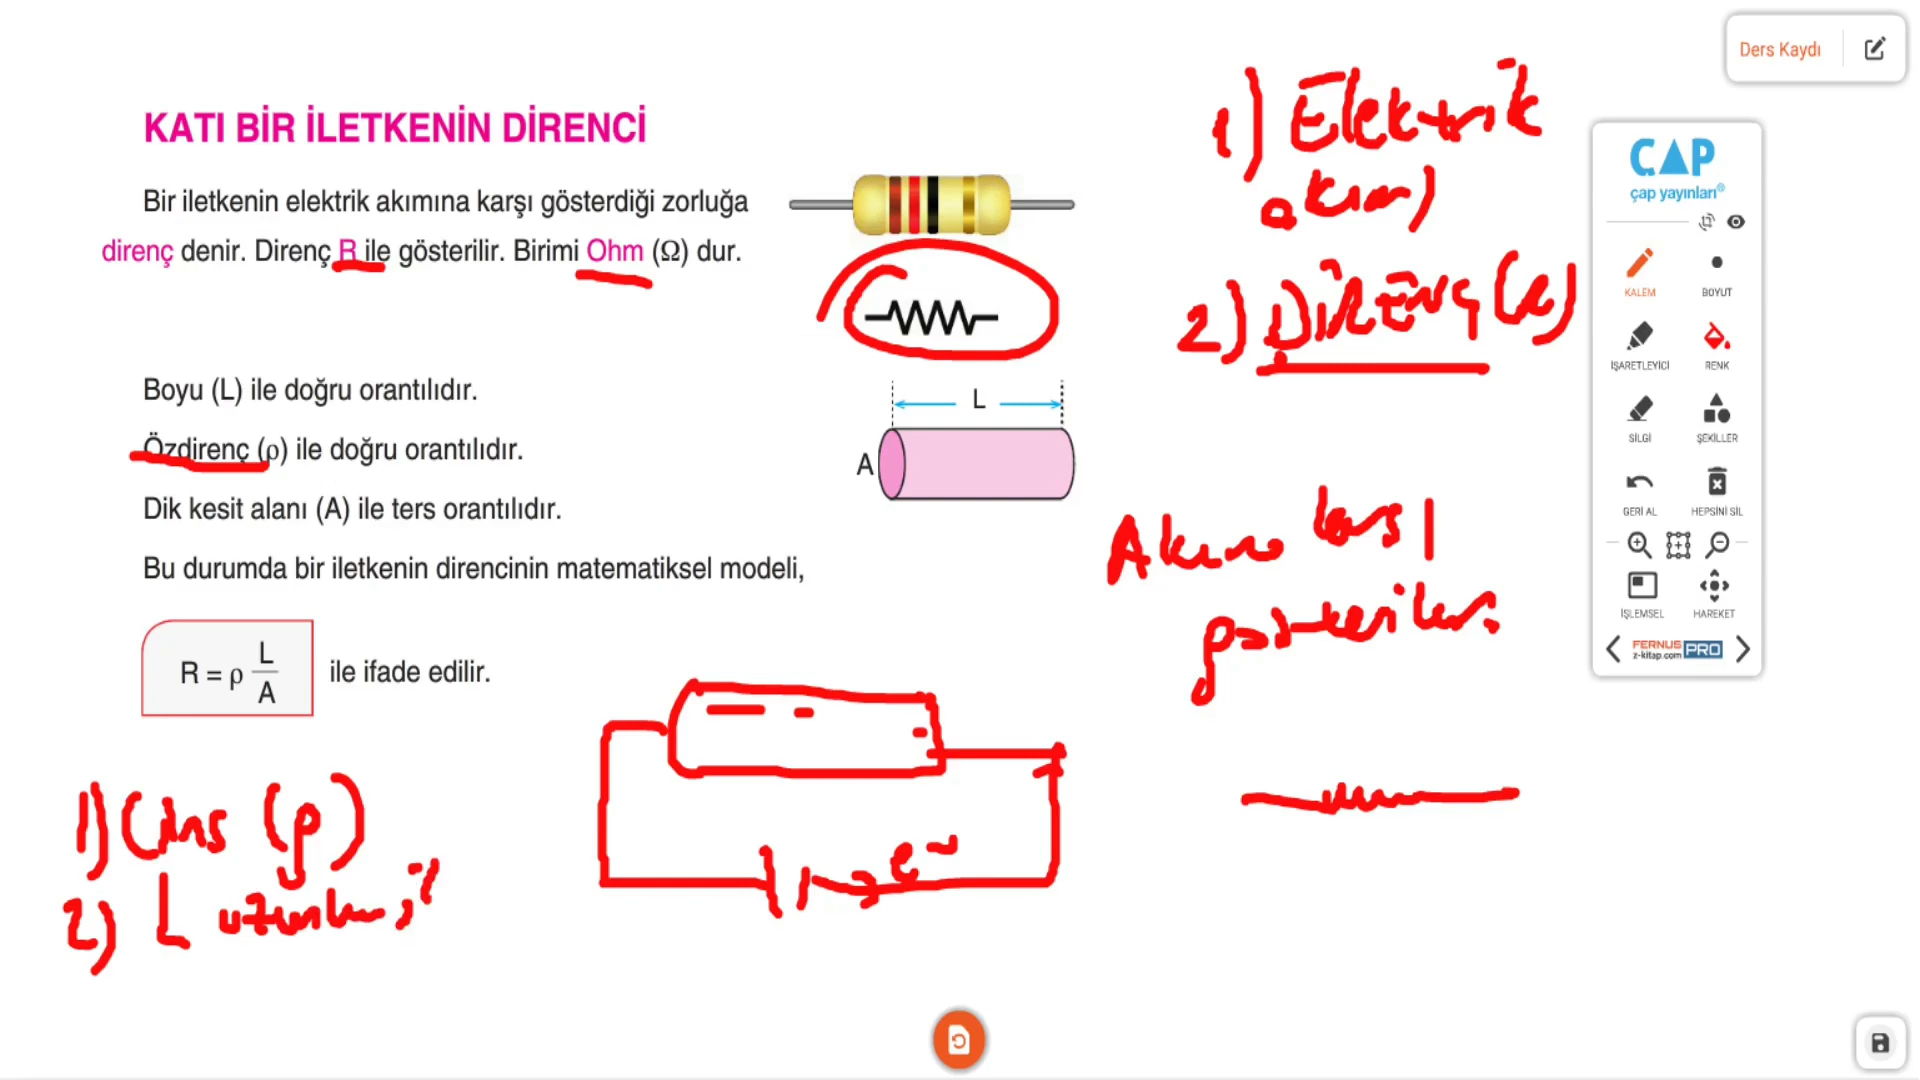 Ders Kaydı
KATI BİR İLETKENİN DİRENCİ
Bir iletkenin elektrik akımına karşı gösterdiği zorluğa
direnç denir. Direnç R ile gösterilir. Birimi Ohm (Ω) dur.
Boyu (L) ile doğru orantılıdır.
Özdirenç (ρ) ile doğru orantılıdır.
Dik kesit alanı (A) ile ters orantılıdır.
Bu durumda bir iletkenin direncinin matematiksel modeli,
R = ρ L/A ile ifade edilir.
L
A
1) Elektrik
akım
2) Direnç (R)
Akıma karşı
1) Cins (ρ)
2) L
e-
ÇAP
çap yayınları®
KALEM
BOYUT
İŞARETLEYİCİ
RENK
SİLGİ
ŞEKİLLER
GERİ AL
HEPSİNİ SİL
İŞLEMSEL
HAREKET
FERNUS
z-kitap.com PRO